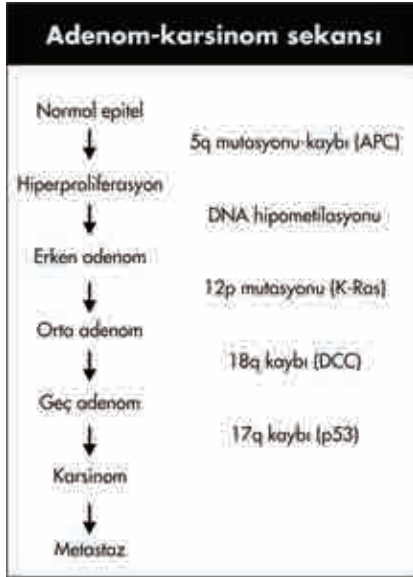 Adenom-karsinom sekansı
Normal epitel
5q mutasyonu-kaybı (APC)
Hiperproliferasyon
DNA hipometilasyonu
Erken adenom
12p mutasyonu (K-Ras)
Orta adenom
18q kaybı (DCC)
Geç adenom
17q kaybı (p53)
Karsinom
Metastaz